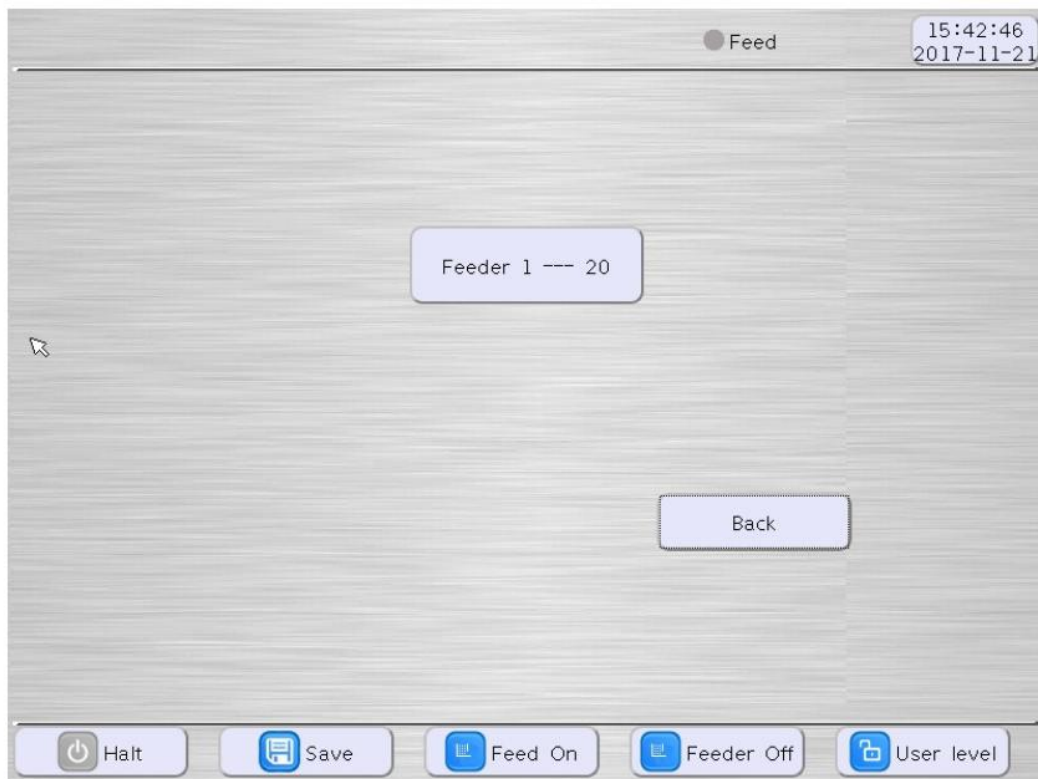 Feed
15:42:46
2017-11-21
Feeder 1 --- 20
Back
Halt
Save
Feed On
Feeder Off
User level